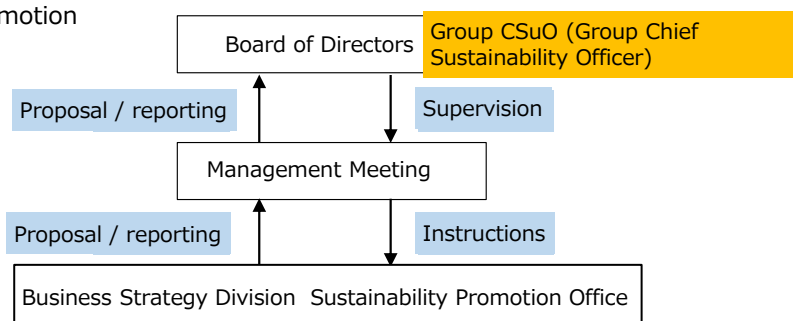 motion
Board of Directors
Group CSuO (Group Chief
Sustainability Officer)
Proposal / reporting
Supervision
Management Meeting
Proposal / reporting
Instructions
Business Strategy Division Sustainability Promotion Office